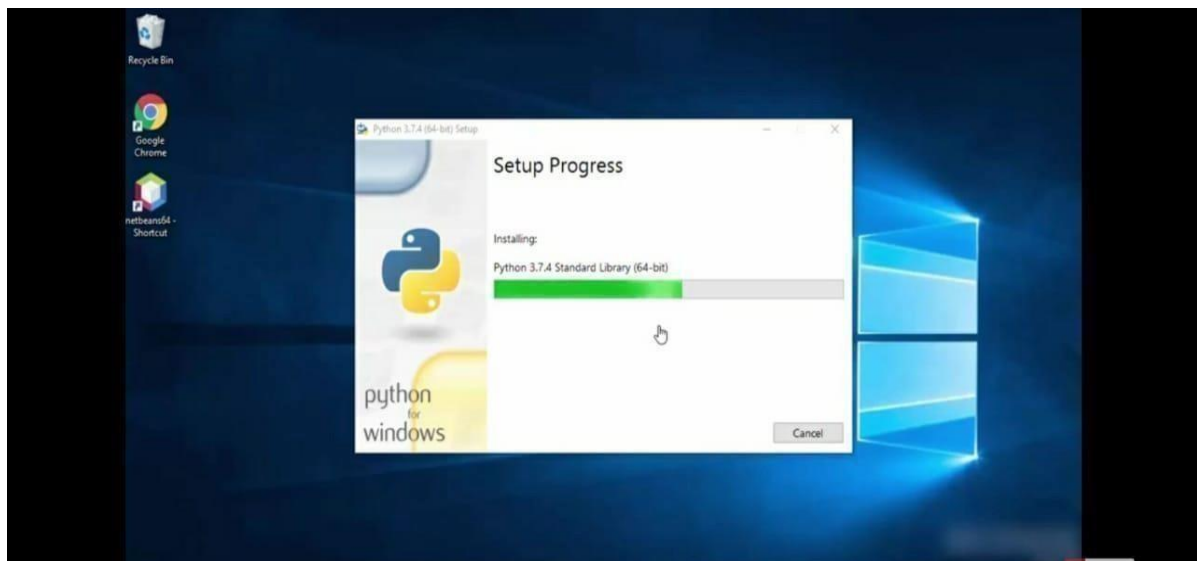 Recycle Bin
Google
Chrome
netbeans64 -
Shortcut
Python 3.7.4 (64-bit) Setup
Setup Progress
Installing:
Python 3.7.4 Standard Library (64-bit)
python
for
windows
Cancel